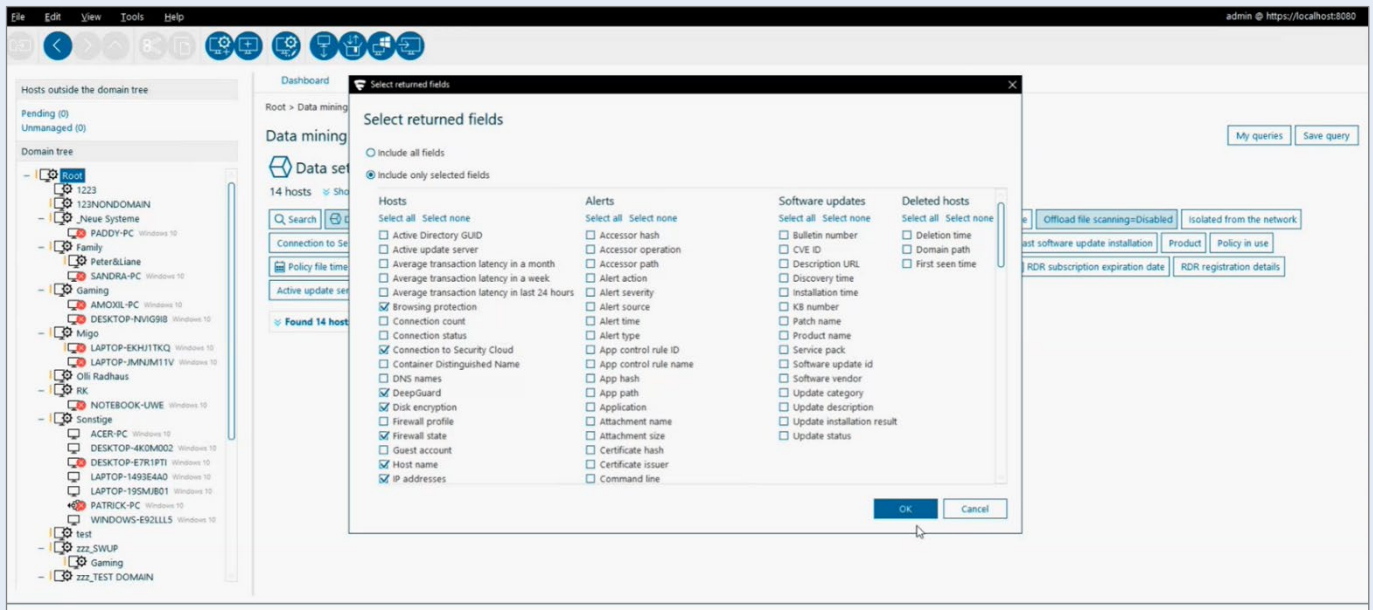 File Edit View Tools Help
admin @ https://localhost:8080
Hosts outside the domain tree
Pending (0)
Unmanaged (0)
Domain tree
Root
1223
123NONDOMAIN
_Neue Systeme
PADDY-PC Windows 10
Family
Peter&Liane
SANDRA-PC Windows 10
Gaming
AMOXIL-PC Windows 10
DESKTOP-NVIG9I8 Windows 10
Migo
LAPTOP-EKHJ1TKQ Windows 10
LAPTOP-JMNJM11V Windows 10
Olli Radhaus
RK
NOTEBOOK-UWE Windows 10
Sonstige
ACER-PC Windows 10
DESKTOP-4K0M002 Windows 10
DESKTOP-E7R1PTI Windows 10
LAPTOP-1493E4A0 Windows 10
LAPTOP-19SMJB01 Windows 10
PATRICK-PC Windows 10
WINDOWS-E92LLL5 Windows 10
test
zzz_SWUP
Gaming
zzz_TEST DOMAIN
Dashboard
Root > Data mining
Data mining
My queries Save query
Data set
14 hosts
Search
Offload file scanning=Disabled Isolated from the network
Connection to Se
ast software update installation Product Policy in use
Policy file time
RDR subscription expiration date RDR registration details
Active update ser
Found 14 host
Select returned fields
Select returned fields
Include all fields
Include only selected fields
Hosts
Select all Select none
Active Directory GUID
Active update server
Average transaction latency in a month
Average transaction latency in a week
Average transaction latency in last 24 hours
Browsing protection
Connection count
Connection status
Connection to Security Cloud
Container Distinguished Name
DNS names
DeepGuard
Disk encryption
Firewall profile
Firewall state
Guest account
Host name
IP addresses
Alerts
Select all Select none
Accessor hash
Accessor operation
Accessor path
Alert action
Alert severity
Alert source
Alert time
Alert type
App control rule ID
App control rule name
App hash
App path
Application
Attachment name
Attachment size
Certificate hash
Certificate issuer
Command line
Software updates
Select all Select none
Bulletin number
CVE ID
Description URL
Discovery time
Installation time
KB number
Patch name
Product name
Service pack
Software update id
Software vendor
Update category
Update description
Update installation result
Update status
Deleted hosts
Select all Select none
Deletion time
Domain path
First seen time
OK Cancel